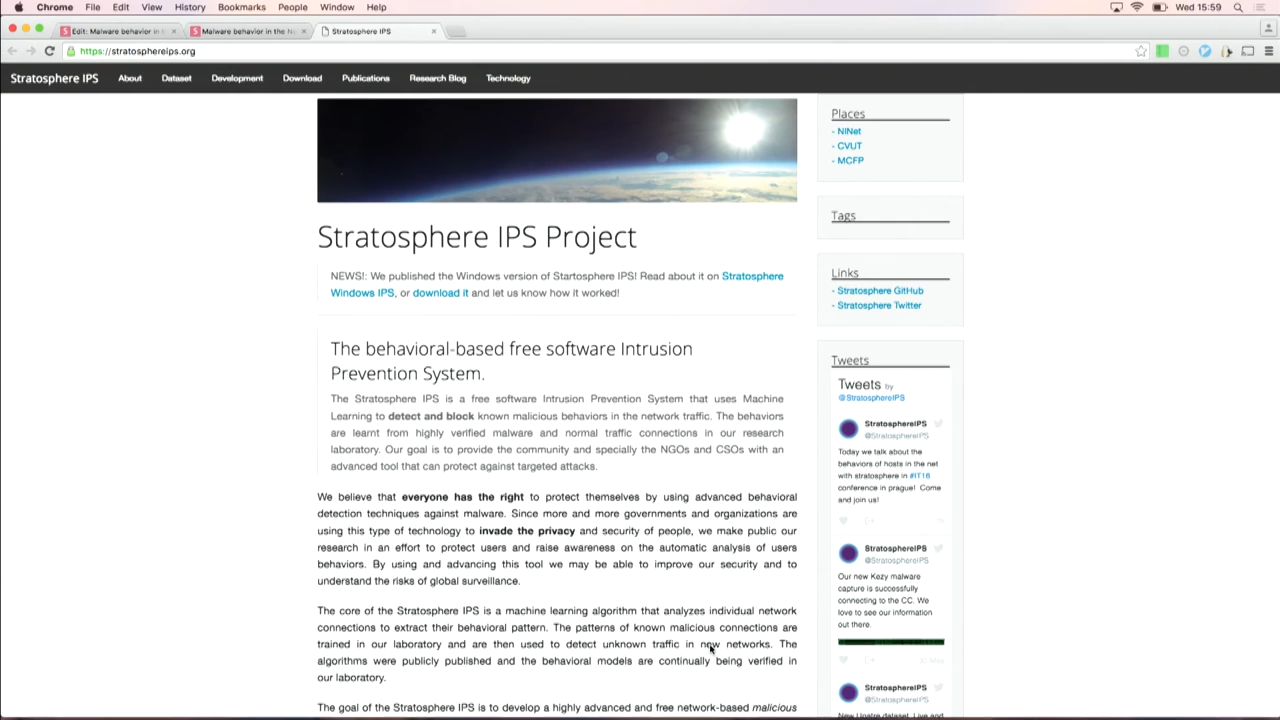 Chrome File Edit View History Bookmarks People Window Help Wed 15:59
Edit: Malware behavior in Malware behavior in the Ne Stratosphere IPS
https://stratosphereips.org
Stratosphere IPS About Dataset Development Download Publications Research Blog Technology
Stratosphere IPS Project
NEWS!: We published the Windows version of Startosphere IPS! Read about it on Stratosphere
Windows IPS, or download it and let us know how it worked!
The behavioral-based free software Intrusion
Prevention System.
The Stratosphere IPS is a free software Intrusion Prevention System that uses Machine
Learning to detect and block known malicious behaviors in the network traffic. The behaviors
are learnt from highly verified malware and normal traffic connections in our research
laboratory. Our goal is to provide the community and specially the NGOs and CSOs with an
advanced tool that can protect against targeted attacks.
We believe that everyone has the right to protect themselves by using advanced behavioral
detection techniques against malware. Since more and more governments and organizations are
using this type of technology to invade the privacy and security of people, we make public our
research in an effort to protect users and raise awareness on the automatic analysis of users
behaviors. By using and advancing this tool we may be able to improve our security and to
understand the risks of global surveillance.
The core of the Stratosphere IPS is a machine learning algorithm that analyzes individual network
connections to extract their behavioral pattern. The patterns of known malicious connections are
trained in our laboratory and are then used to detect unknown traffic in new networks. The
algorithms were publicly published and the behavioral models are continually being verified in
our laboratory.
The goal of the Stratosphere IPS is to develop a highly advanced and free network-based malicious
Places
- NiNet
- CVUT
- MCFP
Tags
Links
- Stratosphere GitHub
- Stratosphere Twitter
Tweets
Tweets by
@StratosphereIPS
StratosphereIPS
@StratosphereIPS
Today we talk about the
behaviors of hosts in the net
with stratosphere in #IT16
conference in prague! Come
and join us!
StratosphereIPS
@StratosphereIPS
Our new Kozy malware
capture is successfully
connecting to the CC. We
love to see our information
out there.
StratosphereIPS
@StratosphereIPS